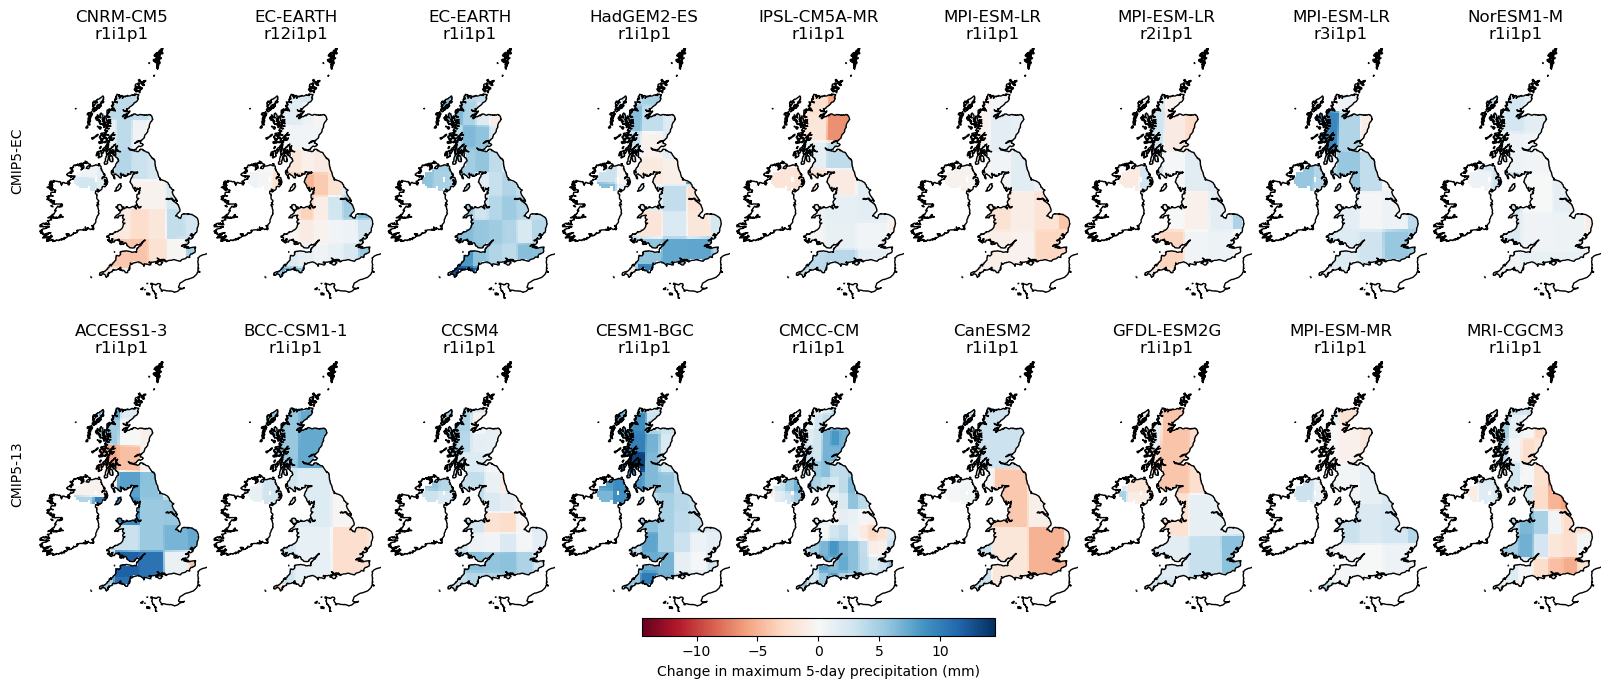 CNRM-CM5
r1i1p1
EC-EARTH
r12i1p1
EC-EARTH
r1i1p1
HadGEM2-ES
r1i1p1
IPSL-CM5A-MR
r1i1p1
MPI-ESM-LR
r1i1p1
MPI-ESM-LR
r2i1p1
MPI-ESM-LR
r3i1p1
NorESM1-M
r1i1p1
CMIP5-EC
ACCESS1-3
r1i1p1
BCC-CSM1-1
r1i1p1
CCSM4
r1i1p1
CESM1-BGC
r1i1p1
CMCC-CM
r1i1p1
CanESM2
r1i1p1
GFDL-ESM2G
r1i1p1
MPI-ESM-MR
r1i1p1
MRI-CGCM3
r1i1p1
CMIP5-13
−10 −5 0 5 10
Change in maximum 5-day precipitation (mm)